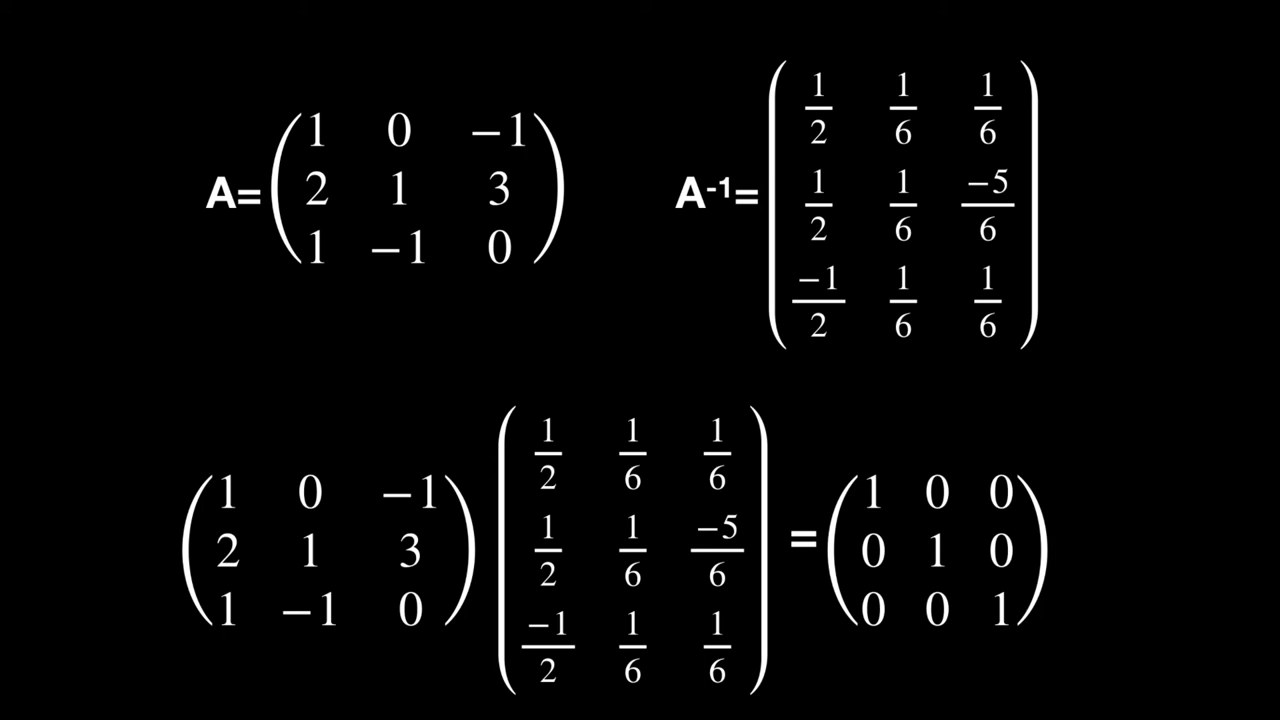 A= ( 1 0 −1
2 1 3
1 −1 0 )
A⁻¹= ( 1/2 1/6 1/6
1/2 1/6 −5/6
−1/2 1/6 1/6 )
( 1 0 −1
2 1 3
1 −1 0 )
( 1/2 1/6 1/6
1/2 1/6 −5/6
−1/2 1/6 1/6 )
= ( 1 0 0
0 1 0
0 0 1 )